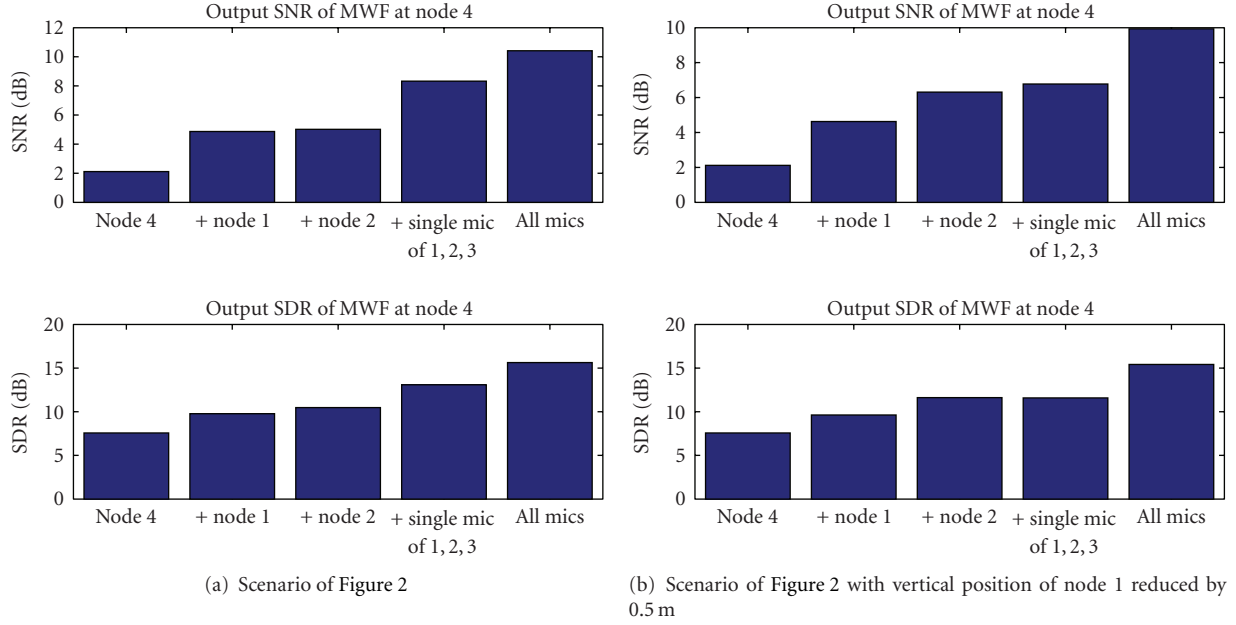 Output SNR of MWF at node 4
12
10
8
6
4
2
0
SNR (dB)
Node 4
+ node 1
+ node 2
+ single mic
of 1, 2, 3
All mics
Output SDR of MWF at node 4
20
15
10
5
0
SDR (dB)
Node 4
+ node 1
+ node 2
+ single mic
of 1, 2, 3
All mics
(a) Scenario of Figure 2
Output SNR of MWF at node 4
10
8
6
4
2
0
SNR (dB)
Node 4
+ node 1
+ node 2
+ single mic
of 1, 2, 3
All mics
Output SDR of MWF at node 4
20
15
10
5
0
SDR (dB)
Node 4
+ node 1
+ node 2
+ single mic
of 1, 2, 3
All mics
(b) Scenario of Figure 2 with vertical position of node 1 reduced by
0.5 m